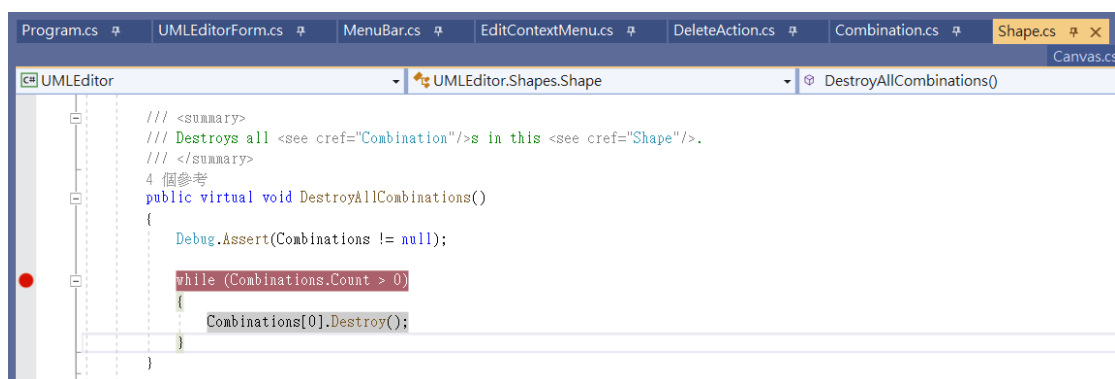 Program.cs UMLEditorForm.cs MenuBar.cs EditContextMenu.cs DeleteAction.cs Combination.cs Shape.cs
Canvas.cs
C# UMLEditor UMLEditor.Shapes.Shape DestroyAllCombinations()
/// <summary>
/// Destroys all <see cref="Combination"/>s in this <see cref="Shape"/>.
/// </summary>
4 個參考
public virtual void DestroyAllCombinations()
{
Debug.Assert(Combinations != null);
while (Combinations.Count > 0)
{
Combinations[0].Destroy();
}
}